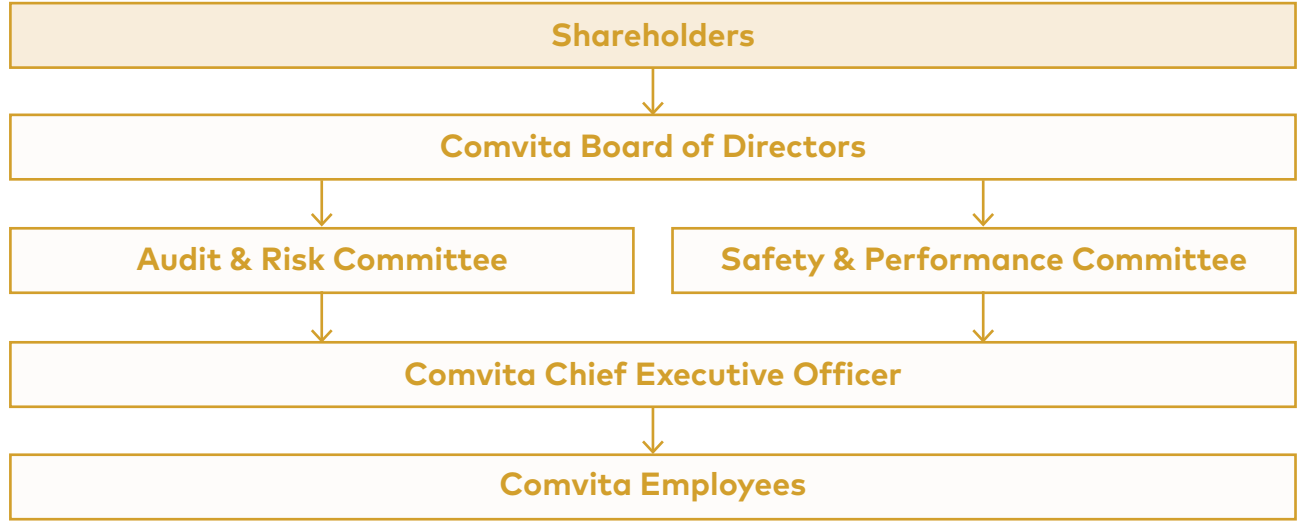 Shareholders
Comvita Board of Directors
Audit & Risk Committee
Safety & Performance Committee
Comvita Chief Executive Officer
Comvita Employees